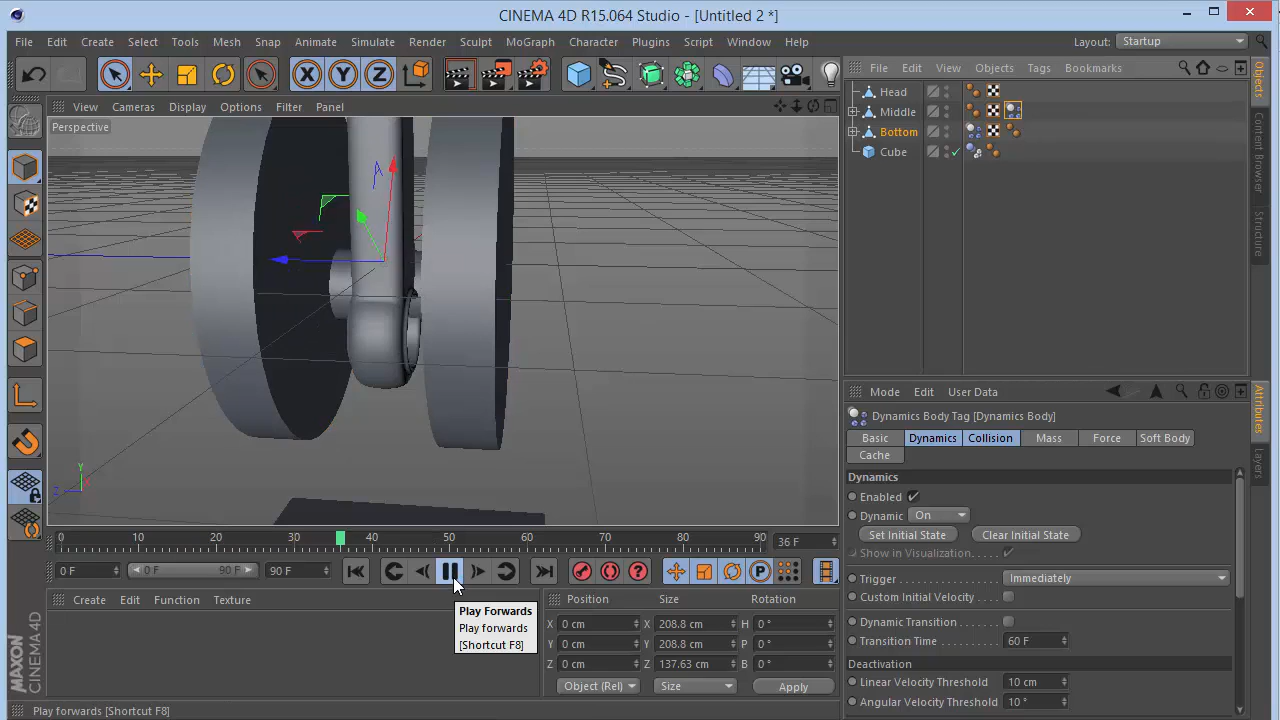 CINEMA 4D R15.064 Studio - [Untitled 2 *]
File Edit Create Select Tools Mesh Snap Animate Simulate Render Sculpt MoGraph Character Plugins Script Window Help
Layout: Startup
X Y Z
File Edit View Objects Tags Bookmarks
View Cameras Display Options Filter Panel
Perspective
Head
Middle
Bottom
Cube
Objects
Content Browser
Structure
Mode Edit User Data
Dynamics Body Tag [Dynamics Body]
Basic Dynamics Collision Mass Force Soft Body
Cache
Attributes
Layers
Dynamics
Enabled
Dynamic On
Set Initial State Clear Initial State
Show in Visualization
Trigger Immediately
Custom Initial Velocity
Dynamic Transition
Transition Time 60 F
Deactivation
Linear Velocity Threshold 10 cm
Angular Velocity Threshold 10 °
Y
Z X
0 10 20 30 40 50 60 70 80 90 36 F
0 F 0 F 90 F 90 F
P
Create Edit Function Texture
Play Forwards
Play forwards
[Shortcut F8]
Position Size Rotation
X 0 cm X 208.8 cm H 0 °
Y 0 cm Y 208.8 cm P 0 °
Z 0 cm Z 137.63 cm B 0 °
Object (Rel) Size Apply
MAXON
CINEMA 4D
Play forwards [Shortcut F8]